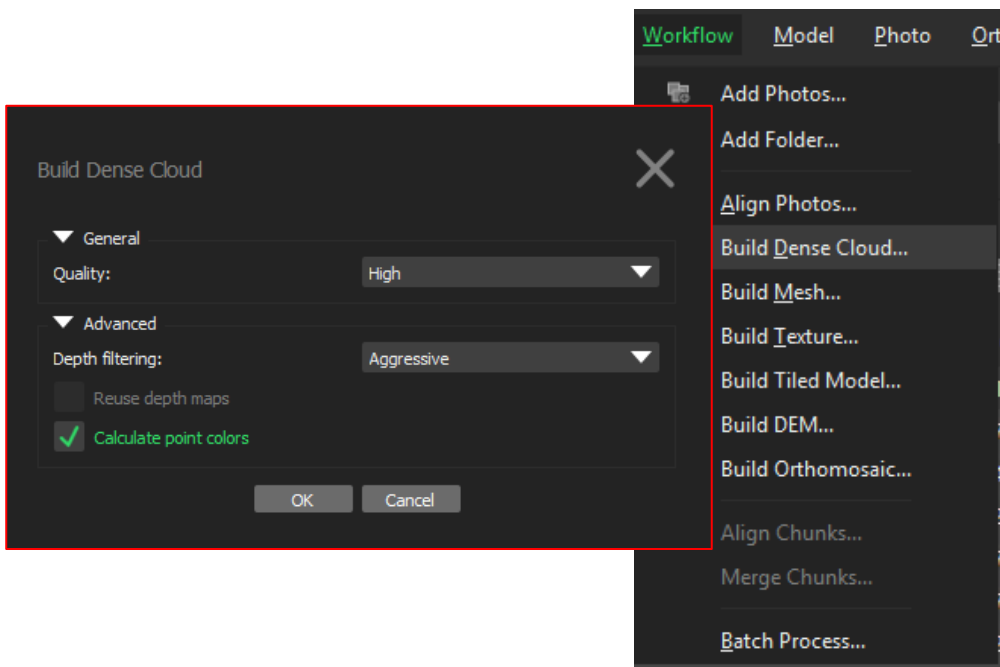 Workflow Model Photo Ort
Add Photos...
Add Folder...
Align Photos...
Build Dense Cloud...
Build Mesh...
Build Texture...
Build Tiled Model...
Build DEM...
Build Orthomosaic...
Align Chunks...
Merge Chunks...
Batch Process...
Build Dense Cloud
General
Quality: High
Advanced
Depth filtering: Aggressive
Reuse depth maps
Calculate point colors
OK Cancel